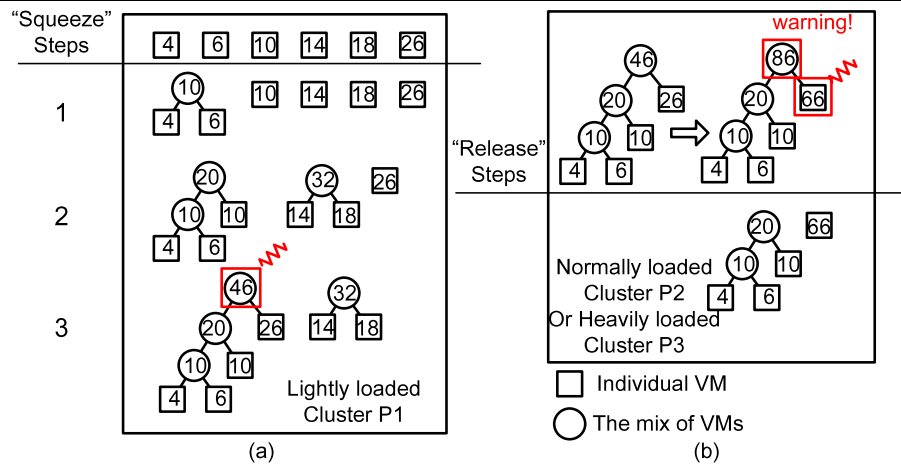 “Squeeze”
Steps
4 6 10 14 18 26
1
10
10 14 18 26
4 6
2
20
32
26
10 10
14 18
4 6
3
46
32
20 26
14 18
10 10
4 6
Lightly loaded
Cluster P1
(a)
warning!
46
86
20 26
20 66
10 10
10 10
4 6
4 6
“Release”
Steps
20
66
10 10
4 6
Normally loaded
Cluster P2
Or Heavily loaded
Cluster P3
Individual VM
The mix of VMs
(b)